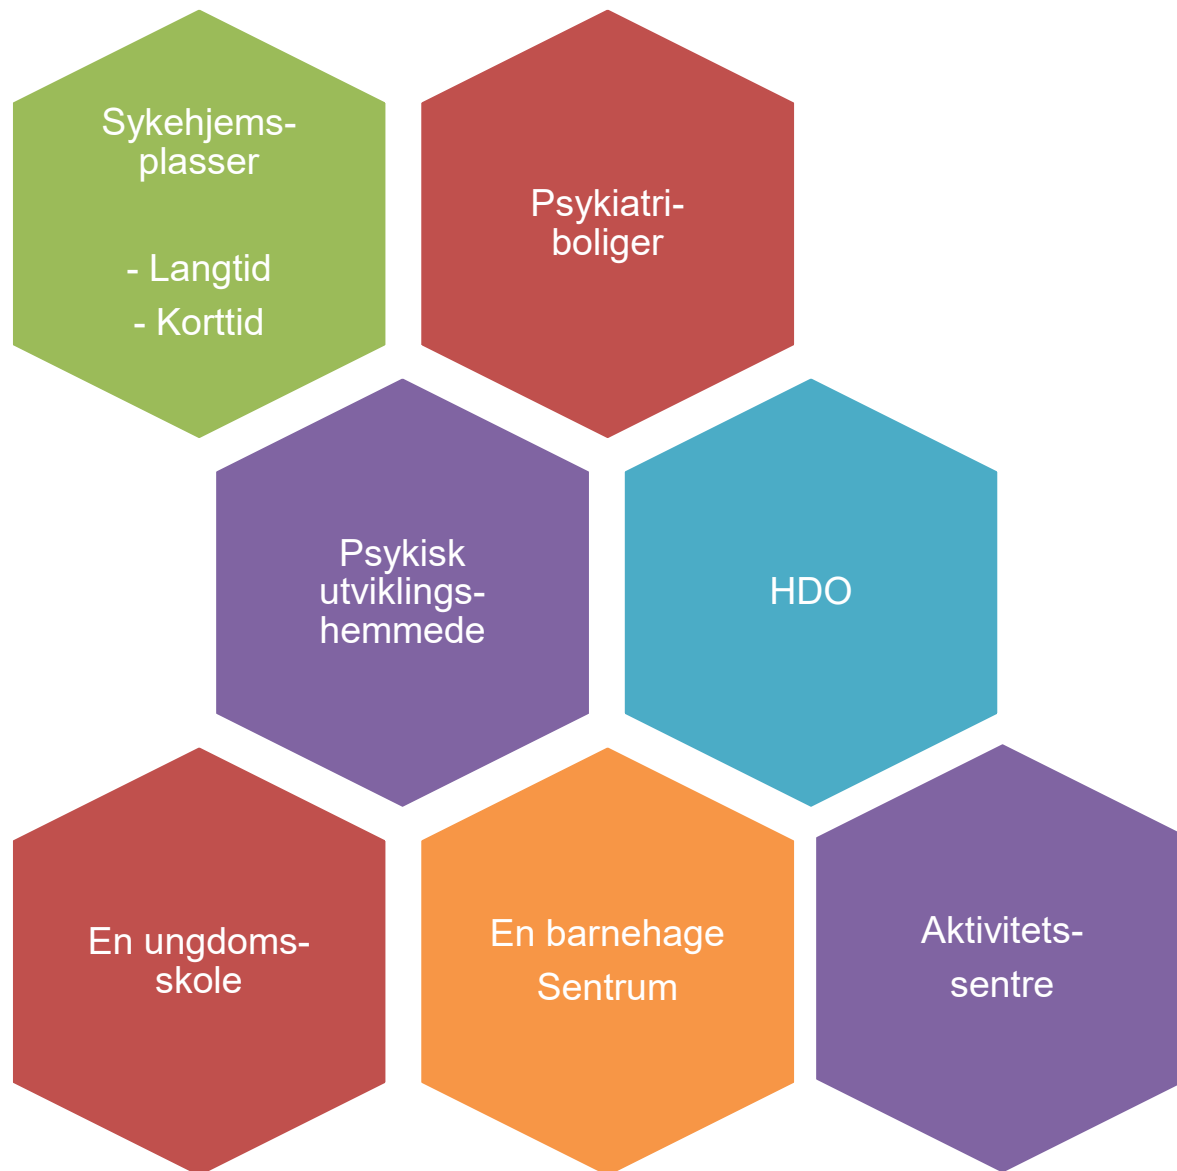 Sykehjems-
plasser
- Langtid
- Korttid
Psykiatri-
boliger
Psykisk
utviklings-
hemmede
HDO
En ungdoms-
skole
En barnehage
Sentrum
Aktivitets-
sentre